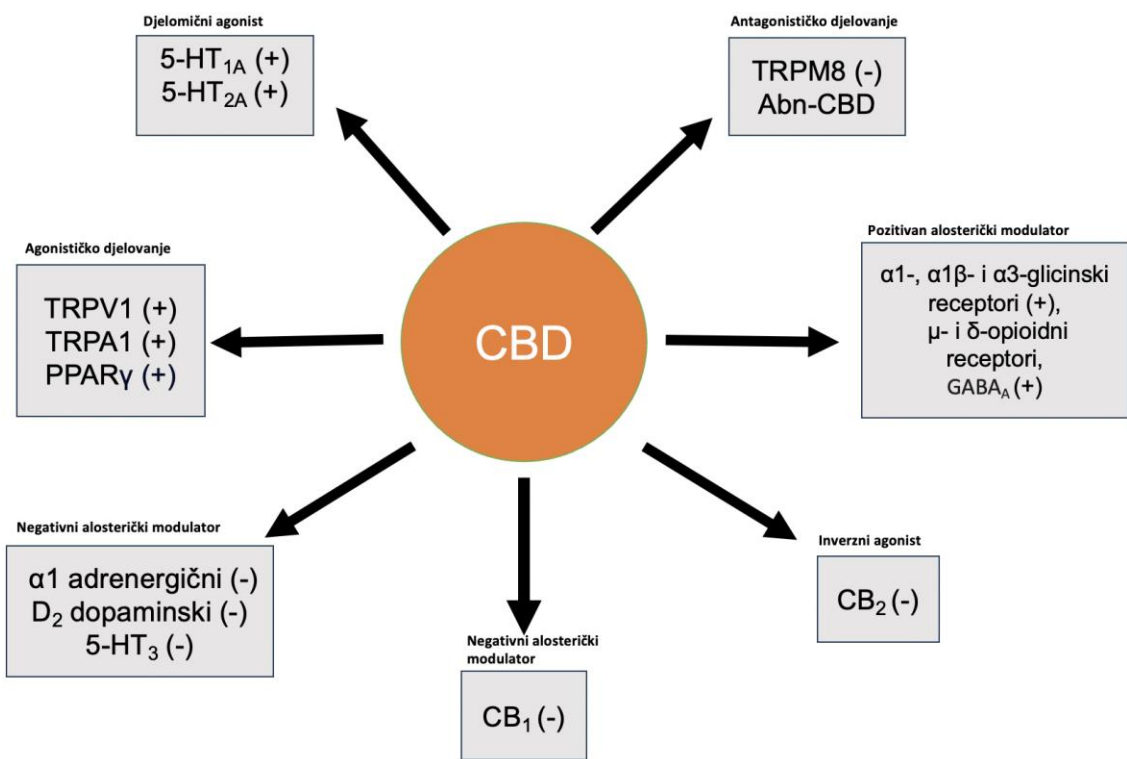 Djelomični agonist
5-HT₁ₐ (+)
5-HT₂ₐ (+)
Antagonističko djelovanje
TRPM8 (-)
Abn-CBD
Agonističko djelovanje
TRPV1 (+)
TRPA1 (+)
PPARγ (+)
CBD
Pozitivan alosterički modulator
α1-, α1β- i α3-glicinski
receptori (+),
μ- i δ-opioidni
receptori,
GABAₐ (+)
Negativni alosterički modulator
α1 adrenergični (-)
D₂ dopaminski (-)
5-HT₃ (-)
Negativni alosterički
modulator
CB₁ (-)
Inverzni agonist
CB₂ (-)